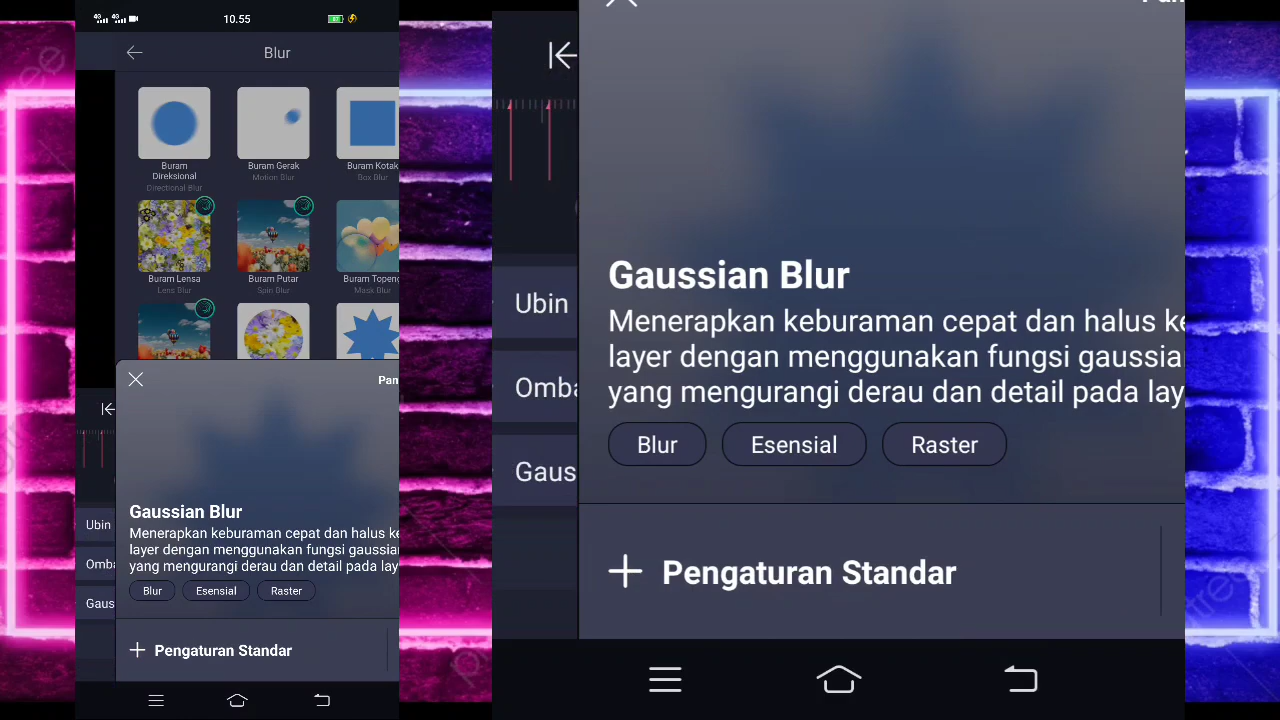 10.55
Blur
Buram Direksional
Directional Blur
Buram Gerak
Motion Blur
Buram Kotak
Box Blur
Buram Lensa
Lens Blur
Buram Putar
Spin Blur
Buram Topeng
Mask Blur
Pan
Gaussian Blur
Menerapkan keburaman cepat dan halus ke
layer dengan menggunakan fungsi gaussia
yang mengurangi derau dan detail pada lay
Blur
Esensial
Raster
Ubin
Omba
Gaus
Pengaturan Standar
Ubin
Omba
Gaus
Gaussian Blur
Menerapkan keburaman cepat dan halus ke
layer dengan menggunakan fungsi gaussia
yang mengurangi derau dan detail pada lay
Blur
Esensial
Raster
Pengaturan Standar